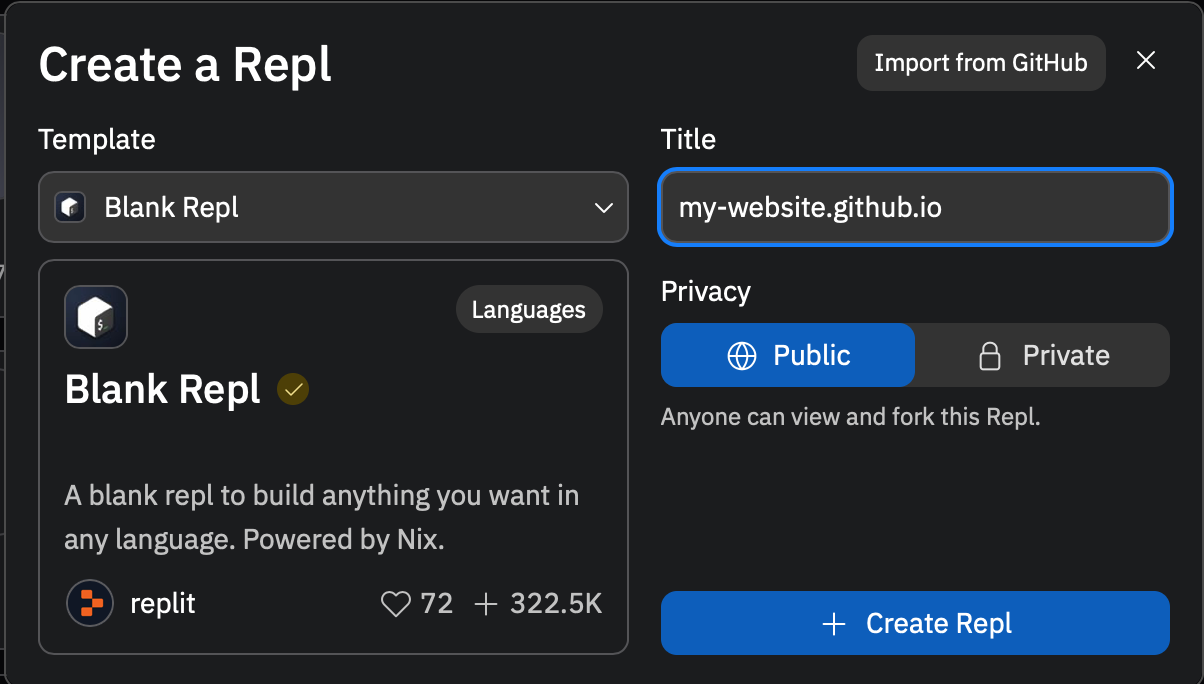 Create a Repl
Import from GitHub
Template
Blank Repl
Languages
Blank Repl
A blank repl to build anything you want in
any language. Powered by Nix.
replit
72
322.5K
Title
my-website.github.io
Privacy
Public
Private
Anyone can view and fork this Repl.
Create Repl